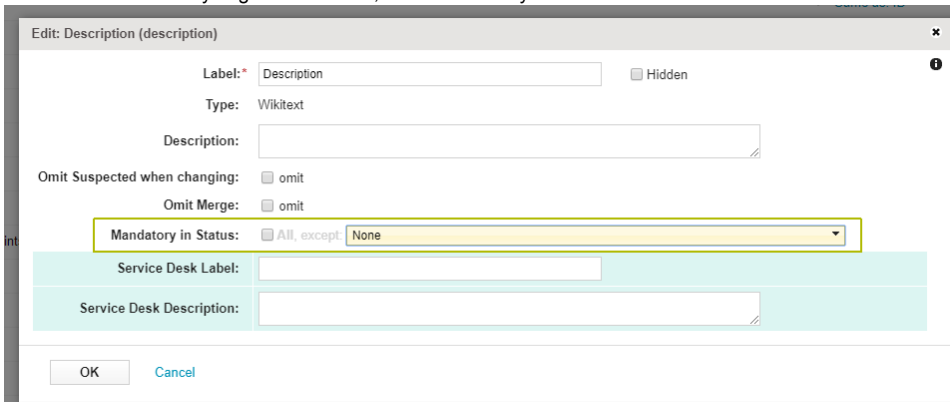 Edit: Description (description)
Label:* Description Hidden
Type: Wikitext
Description:
Omit Suspected when changing: omit
Omit Merge: omit
int
Mandatory in Status: All, except: None
Service Desk Label:
Service Desk Description:
OK Cancel